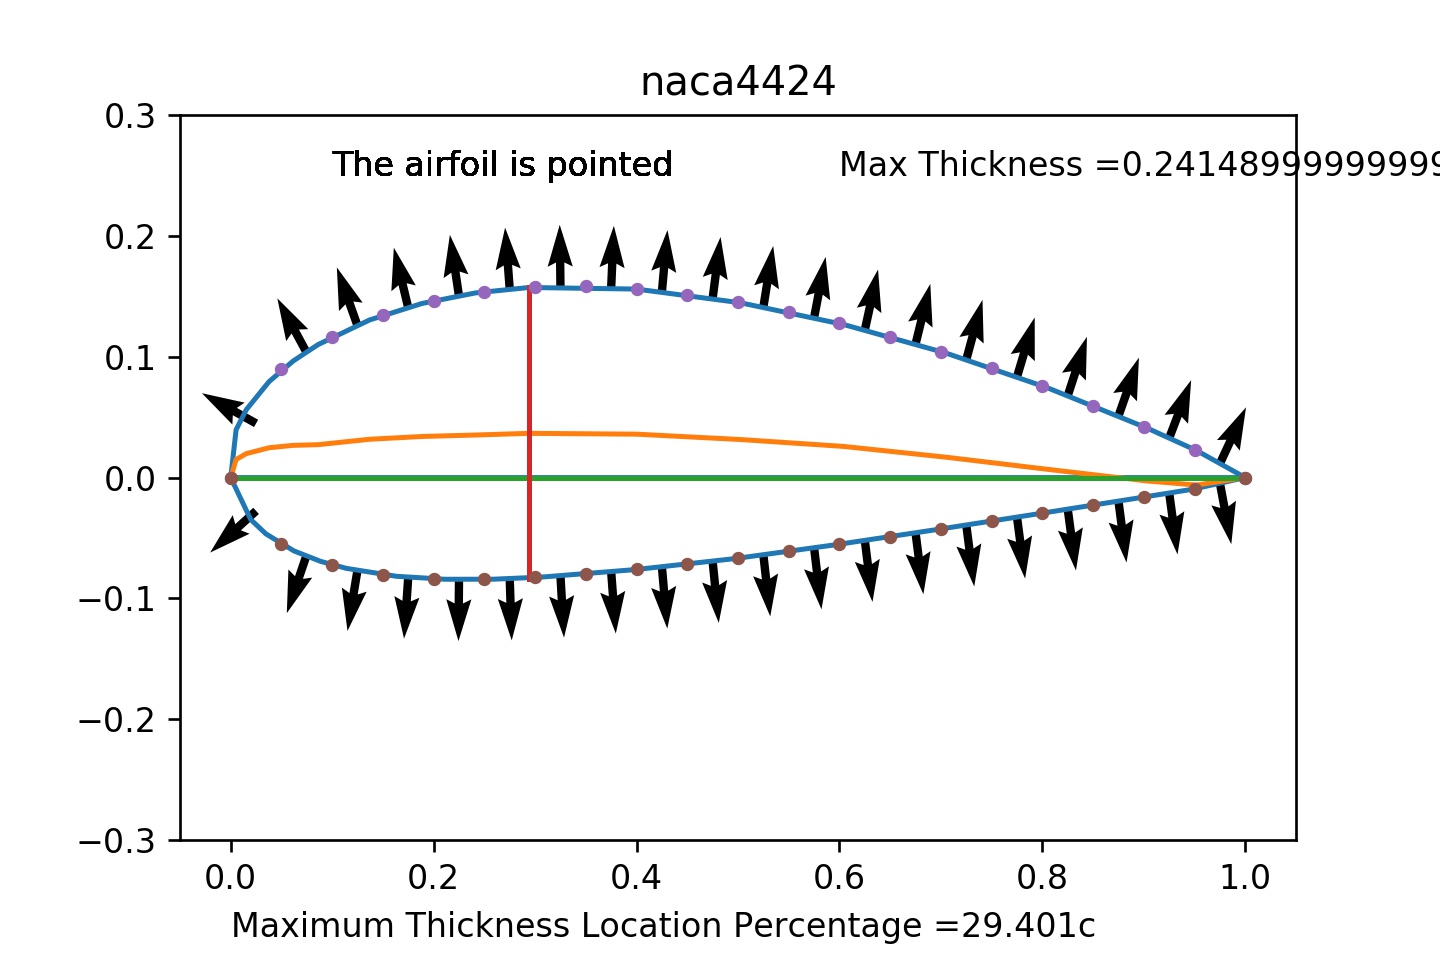 naca4424
The airfoil is pointed
Max Thickness =0.24148999999999
0.3
0.2
0.1
0.0
−0.1
−0.2
−0.3
0.0 0.2 0.4 0.6 0.8 1.0
Maximum Thickness Location Percentage =29.401c